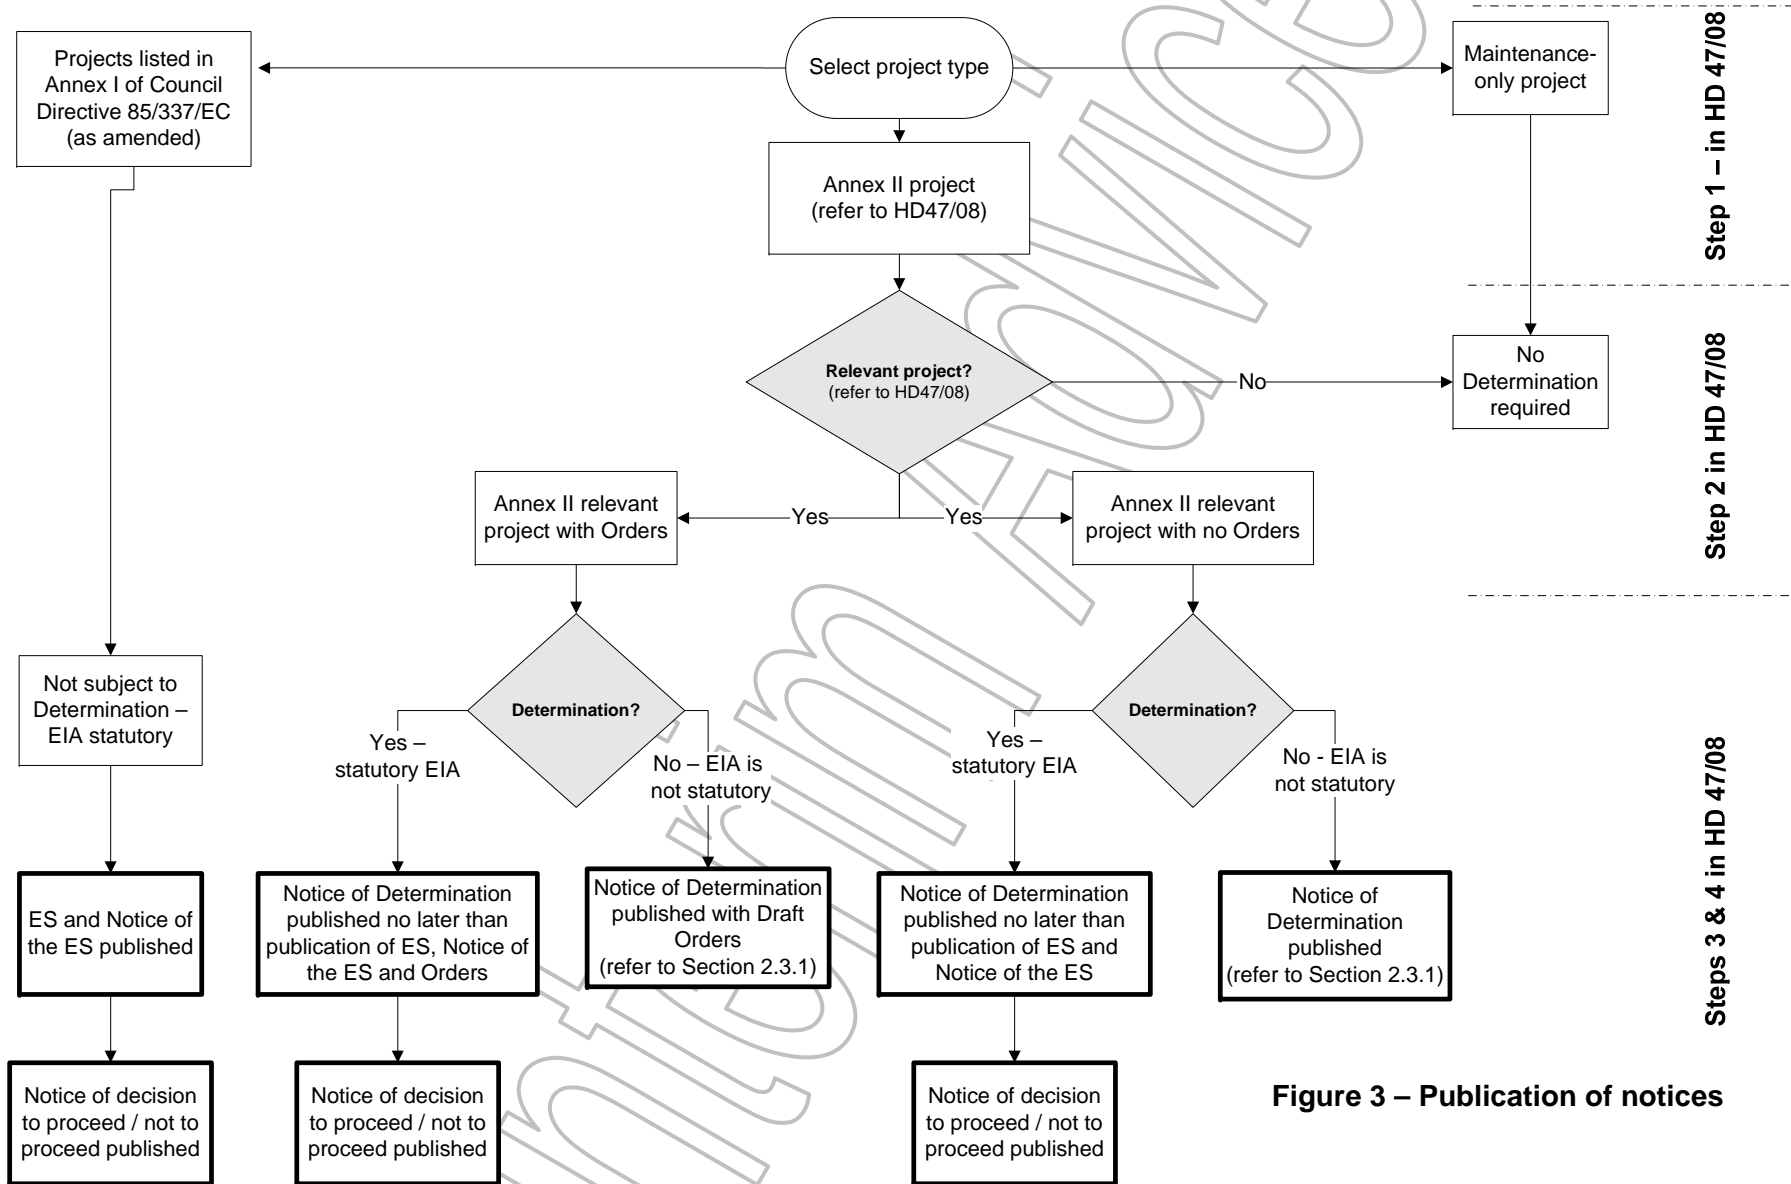 Select project type
Projects listed in
Annex I of Council
Directive 85/337/EC
(as amended)
Maintenance-
only project
Step 1 – in HD 47/08
Annex II project
(refer to HD47/08)
Relevant project?
(refer to HD47/08)
No
No
Determination
required
Step 2 in HD 47/08
Annex II relevant
project with Orders
Yes
Yes
Annex II relevant
project with no Orders
Not subject to
Determination –
EIA statutory
Determination?
Yes –
statutory EIA
No – EIA is
not statutory
Determination?
Yes –
statutory EIA
No - EIA is
not statutory
Steps 3 & 4 in HD 47/08
ES and Notice of
the ES published
Notice of Determination
published no later than
publication of ES, Notice of
the ES and Orders
Notice of Determination
published with Draft
Orders
(refer to Section 2.3.1)
Notice of Determination
published no later than
publication of ES and
Notice of the ES
Notice of
Determination
published
(refer to Section 2.3.1)
Notice of decision
to proceed / not to
proceed published
Notice of decision
to proceed / not to
proceed published
Notice of decision
to proceed / not to
proceed published
Figure 3 – Publication of notices